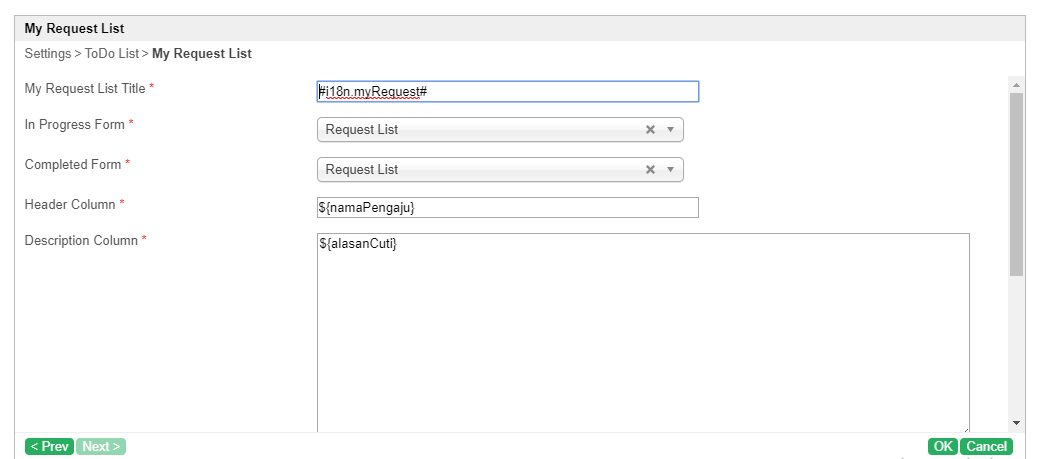 My Request List
Settings > ToDo List > My Request List
My Request List Title *
#i18n.myRequest#
In Progress Form *
Request List
Completed Form *
Request List
Header Column *
${namaPengaju}
Description Column *
${alasanCuti}
< Prev Next > OK Cancel